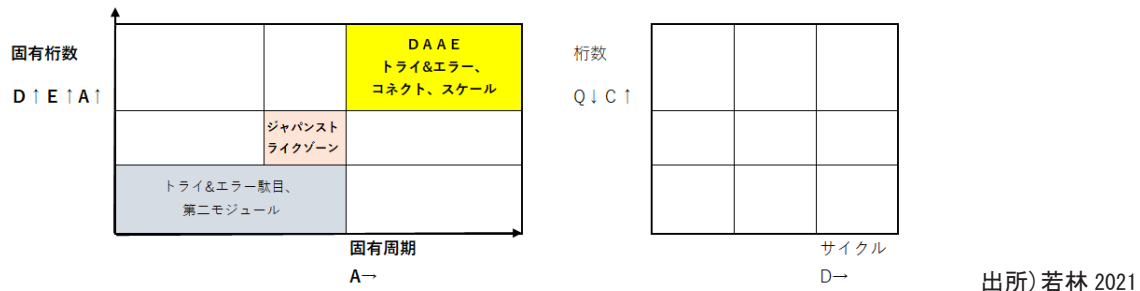 固有桁数
D↑E↑A↑
DAAE
トライ&エラー、
コネクト、スケール
ジャパンスト
ライクゾーン
トライ&エラー駄目、
第二モジュール
固有周期
A→
桁数
Q↓C↑
サイクル
D→
出所)若林 2021